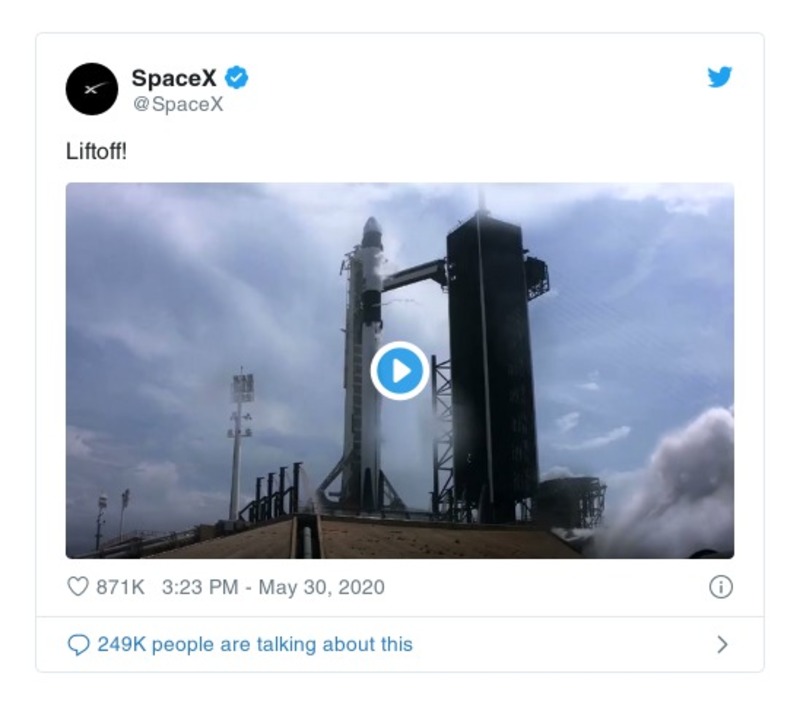 SpaceX
@SpaceX
Liftoff!
871K 3:23 PM - May 30, 2020
249K people are talking about this